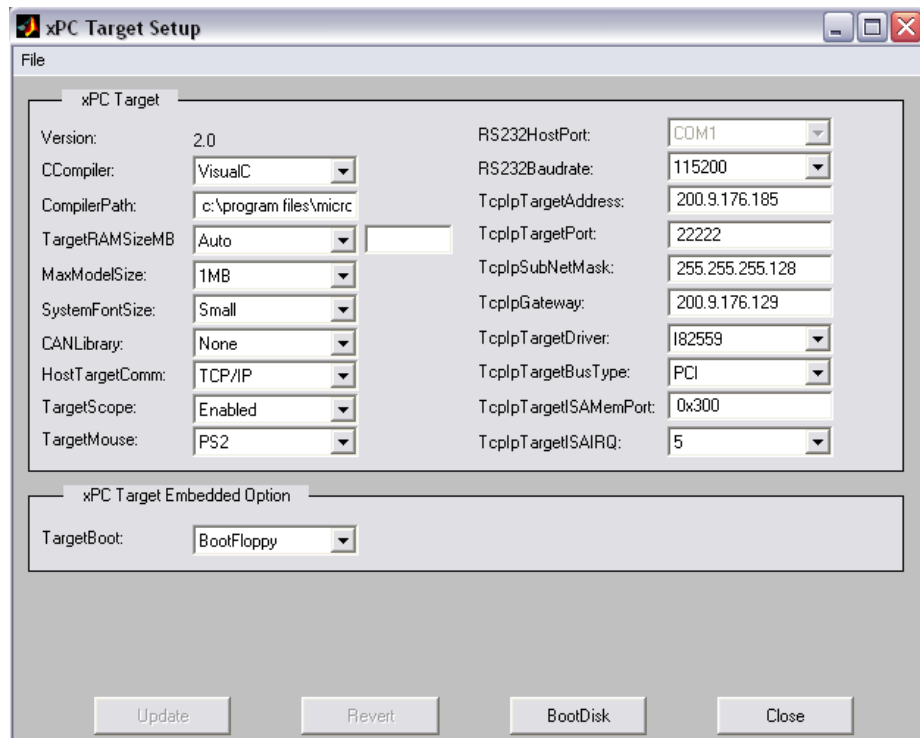 xPC Target Setup
File
xPC Target
Version: 2.0
CCompiler: VisualC
CompilerPath: c:\program files\micro
TargetRAMSizeMB Auto
MaxModelSize: 1MB
SystemFontSize: Small
CANLibrary: None
HostTargetComm: TCP/IP
TargetScope: Enabled
TargetMouse: PS2
RS232HostPort: COM1
RS232Baudrate: 115200
TcpIpTargetAddress: 200.9.176.185
TcpIpTargetPort: 22222
TcpIpSubNetMask: 255.255.255.128
TcpIpGateway: 200.9.176.129
TcpIpTargetDriver: I82559
TcpIpTargetBusType: PCI
TcpIpTargetISAMemPort: 0x300
TcpIpTargetISAIRQ: 5
xPC Target Embedded Option
TargetBoot: BootFloppy
Update Revert BootDisk Close